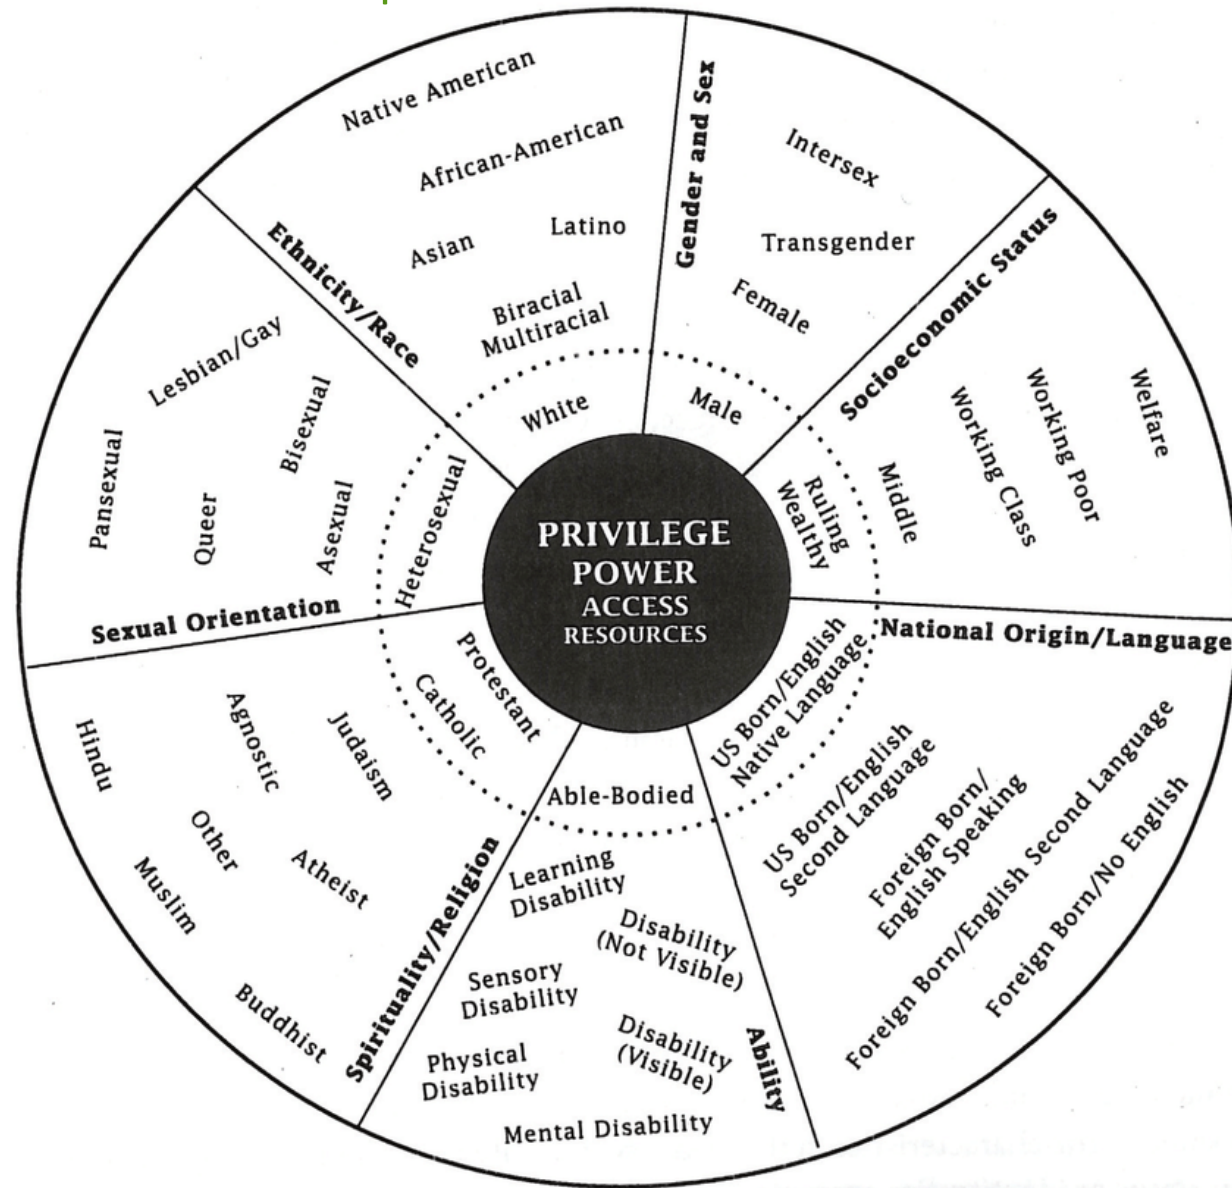 PRIVILEGE
POWER
ACCESS
RESOURCES
Ethnicity/Race
Native American
African-American
Asian
Latino
Biracial
Multiracial
White
Gender and Sex
Intersex
Transgender
Female
Male
Socioeconomic Status
Welfare
Working Poor
Working Class
Middle
Ruling
Wealthy
National Origin/Language
US Born/English
Native Language
US Born/English
Second Language
Foreign Born/
English Speaking
Foreign Born/English Second Language
Foreign Born/No English
Ability
Able-Bodied
Learning
Disability
Disability
(Not Visible)
Sensory
Disability
Disability
(Visible)
Physical
Disability
Mental Disability
Spirituality/Religion
Protestant
Catholic
Judaism
Agnostic
Hindu
Atheist
Other
Muslim
Buddhist
Sexual Orientation
Heterosexual
Asexual
Bisexual
Lesbian/Gay
Queer
Pansexual